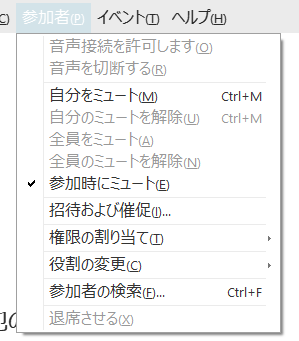 C) 参加者(P) イベント(T) ヘルプ(H)
音声接続を許可します(O)
音声を切断する(R)
自分をミュート(M) Ctrl+M
自分のミュートを解除(U) Ctrl+M
全員をミュート(A)
全員のミュートを解除(N)
参加時にミュート(E)
招待および催促(I)...
権限の割り当て(T)
役割の変更(C)
参加者の検索(F)... Ctrl+F
退席させる(X)